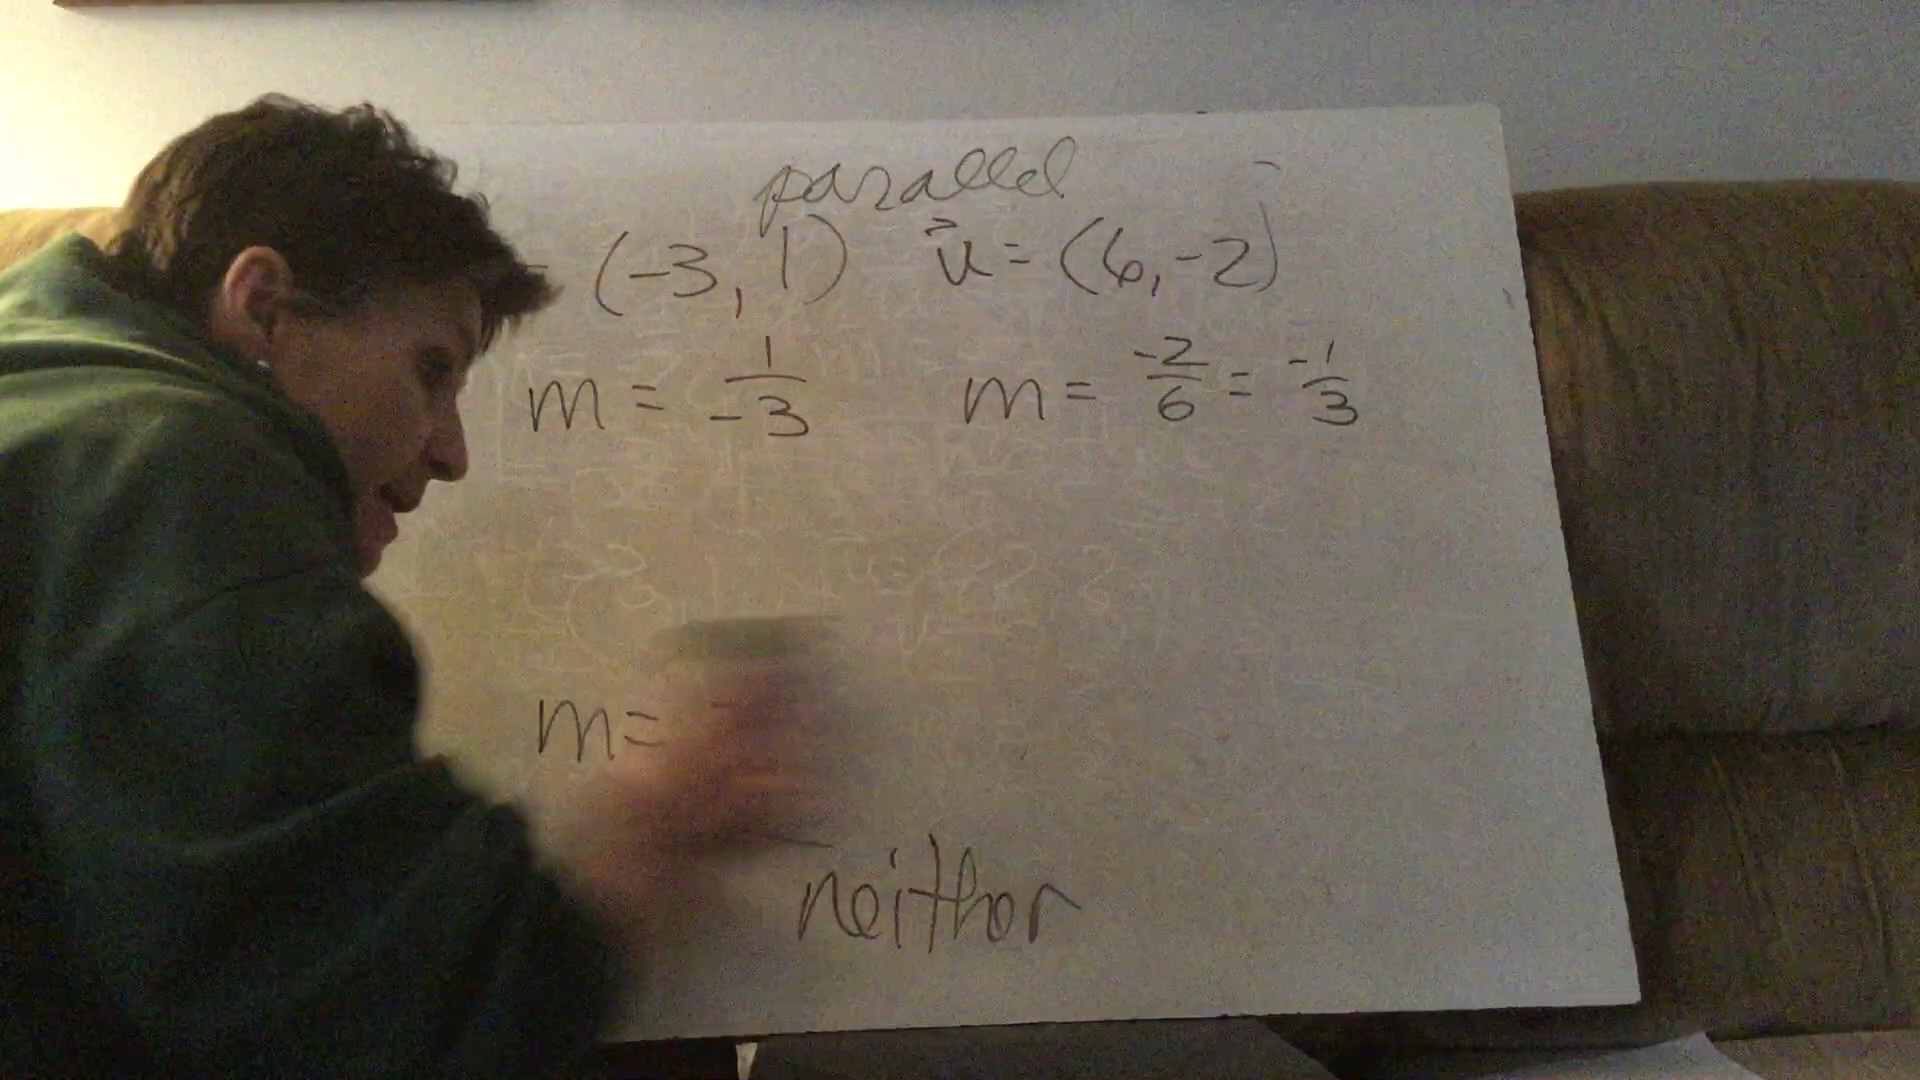 parallel
(-3, 1) u⃗ = (6, -2)
m = 1/-3 m = -2/6 = -1/3
m =
neither